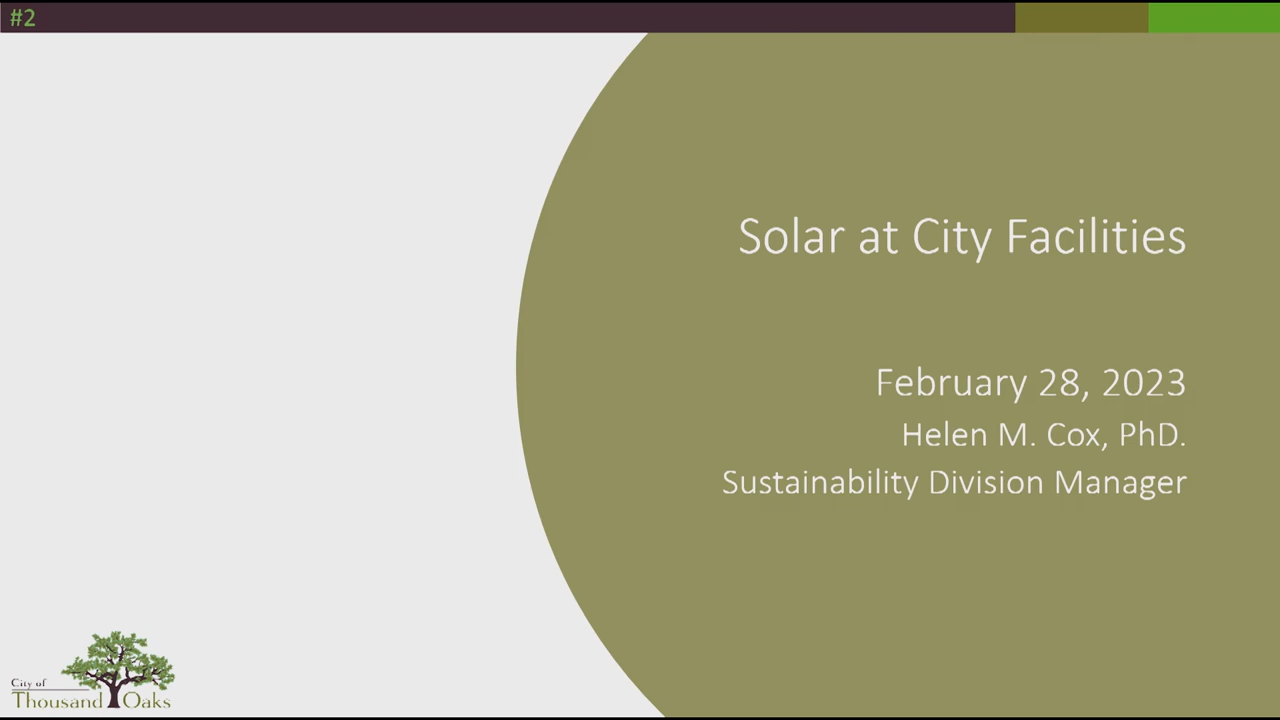 #2
Solar at City Facilities
February 28, 2023
Helen M. Cox, PhD.
Sustainability Division Manager
City of
Thousand Oaks